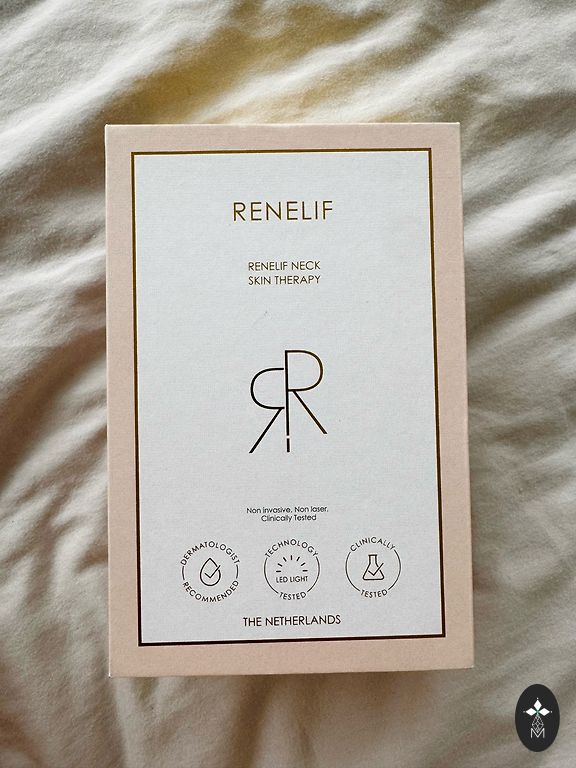 RENELIF
RENELIF NECK
SKIN THERAPY
Non invasive, Non laser,
Clinically Tested
DERMATOLOGIST
RECOMMENDED
TECHNOLOGY
LED LIGHT
TESTED
CLINICALLY
TESTED
THE NETHERLANDS
M